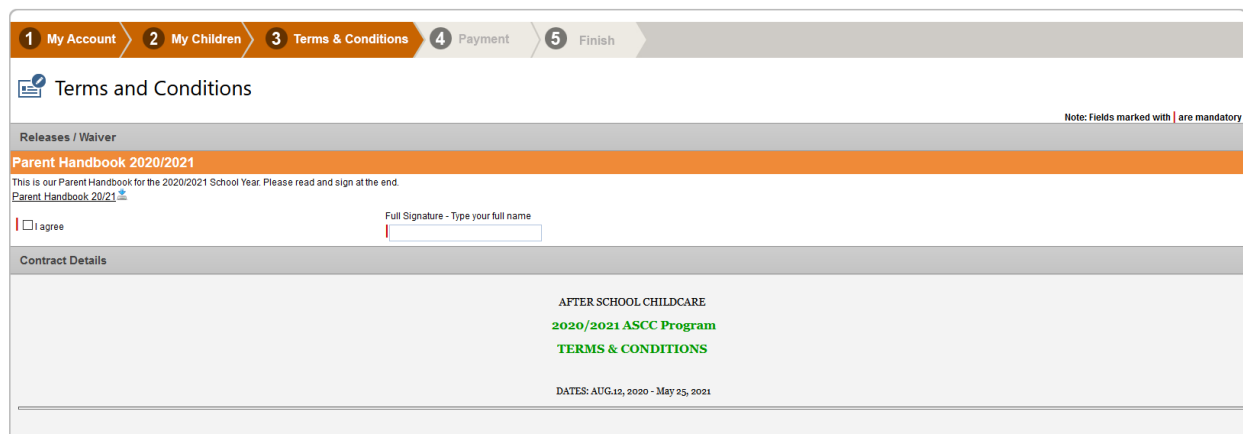 1 My Account 2 My Children 3 Terms & Conditions 4 Payment 5 Finish
Terms and Conditions
Note: Fields marked with | are mandatory
Releases / Waiver
Parent Handbook 2020/2021
This is our Parent Handbook for the 2020/2021 School Year. Please read and sign at the end.
Parent Handbook 20/21
Full Signature - Type your full name
I agree
Contract Details
AFTER SCHOOL CHILDCARE
2020/2021 ASCC Program
TERMS & CONDITIONS
DATES: AUG.12, 2020 - May 25, 2021